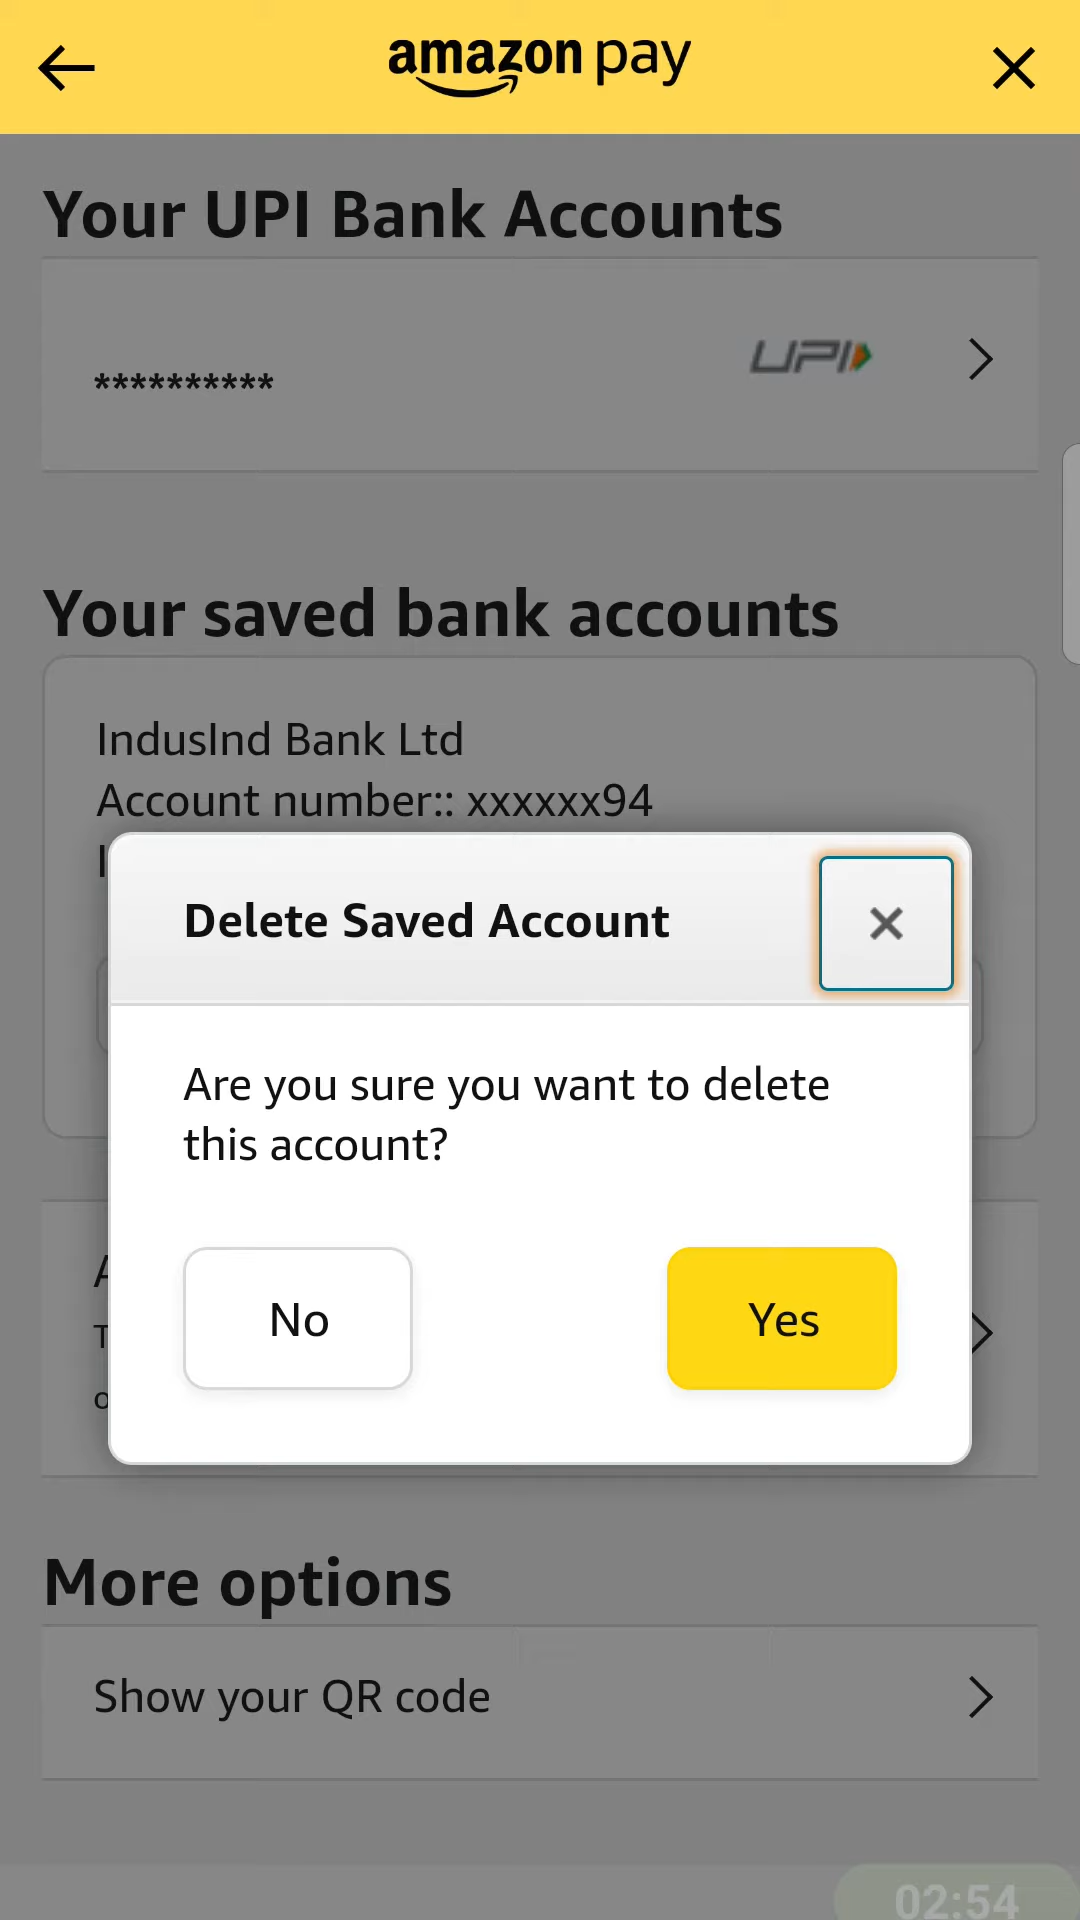 amazon pay
Your UPI Bank Accounts
**********
UPI
Your saved bank accounts
IndusInd Bank Ltd
Account number:: xxxxxx94
Delete Saved Account
Are you sure you want to delete
this account?
No
Yes
More options
Show your QR code
02:54